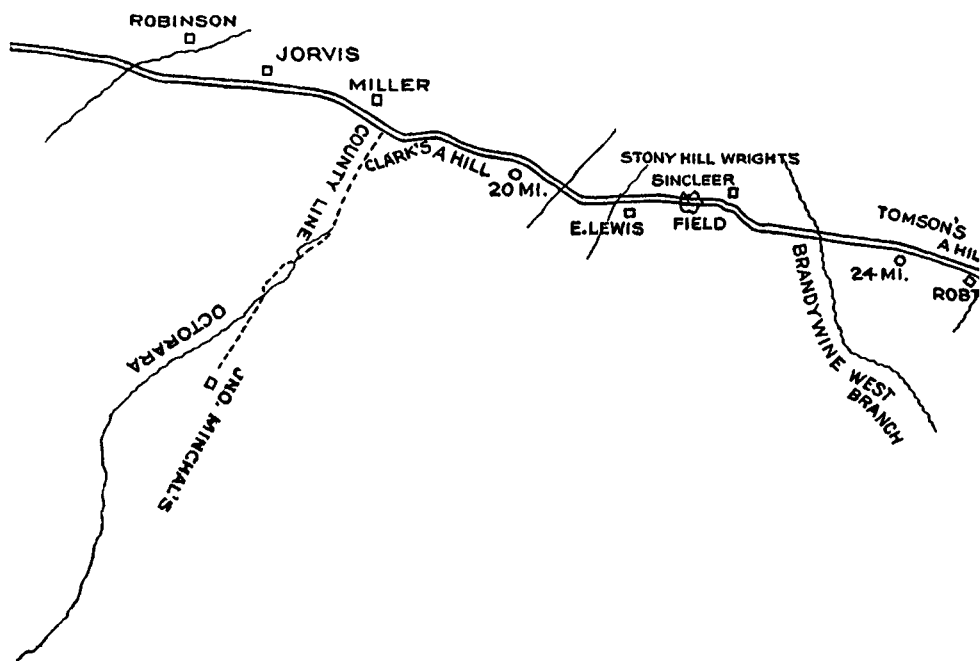 ROBINSON
JORVIS
MILLER
COUNTY LINE
CLARK'S A HILL
20 MI.
STONY HILL WRIGHTS
SINCLEER
E. LEWIS
FIELD
TOMSON'S
A HIL
24 MI.
ROBT
BRANDYWINE WEST
BRANCH
OCTORARA
JNO. MINCHAL'S